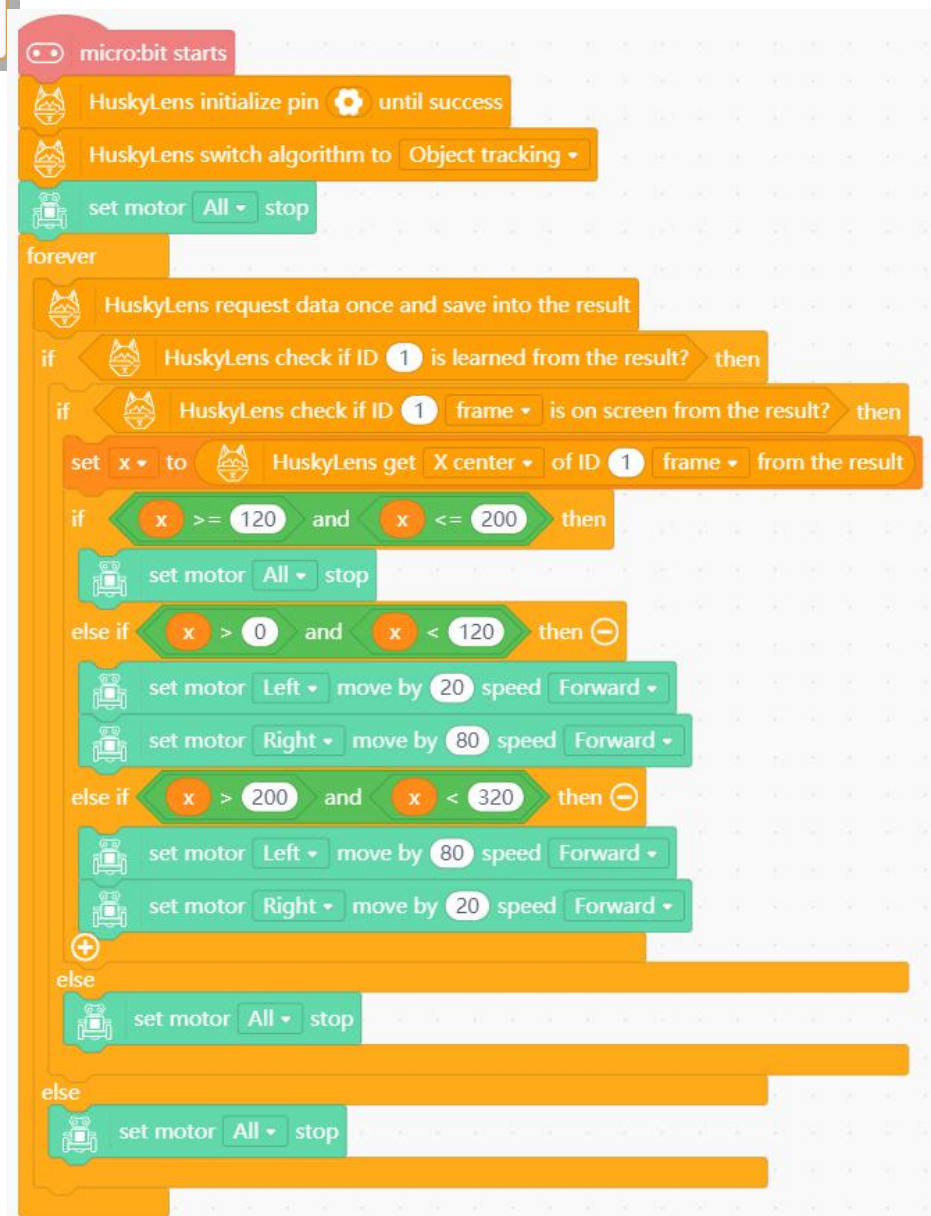 micro:bit starts
HuskyLens initialize pin until success
HuskyLens switch algorithm to Object tracking
set motor All stop
forever
HuskyLens request data once and save into the result
if HuskyLens check if ID 1 is learned from the result? then
if HuskyLens check if ID 1 frame is on screen from the result? then
set x to HuskyLens get X center of ID 1 frame from the result
if x >= 120 and x <= 200 then
set motor All stop
else if x > 0 and x < 120 then
set motor Left move by 20 speed Forward
set motor Right move by 80 speed Forward
else if x > 200 and x < 320 then
set motor Left move by 80 speed Forward
set motor Right move by 20 speed Forward
else
set motor All stop
else
set motor All stop